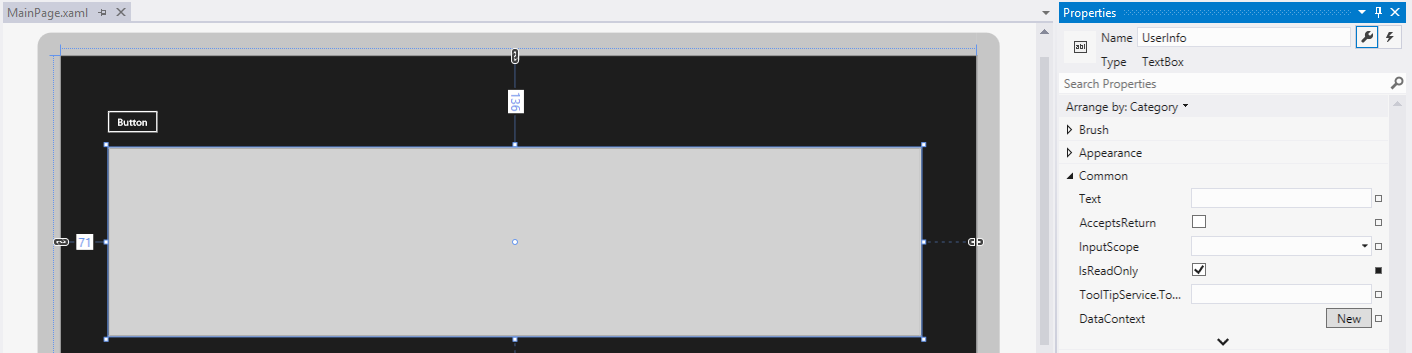 MainPage.xaml
136
Button
71
Properties
Name UserInfo
Type TextBox
Search Properties
Arrange by: Category
Brush
Appearance
Common
Text
AcceptsReturn
InputScope
IsReadOnly
ToolTipService.To...
DataContext New